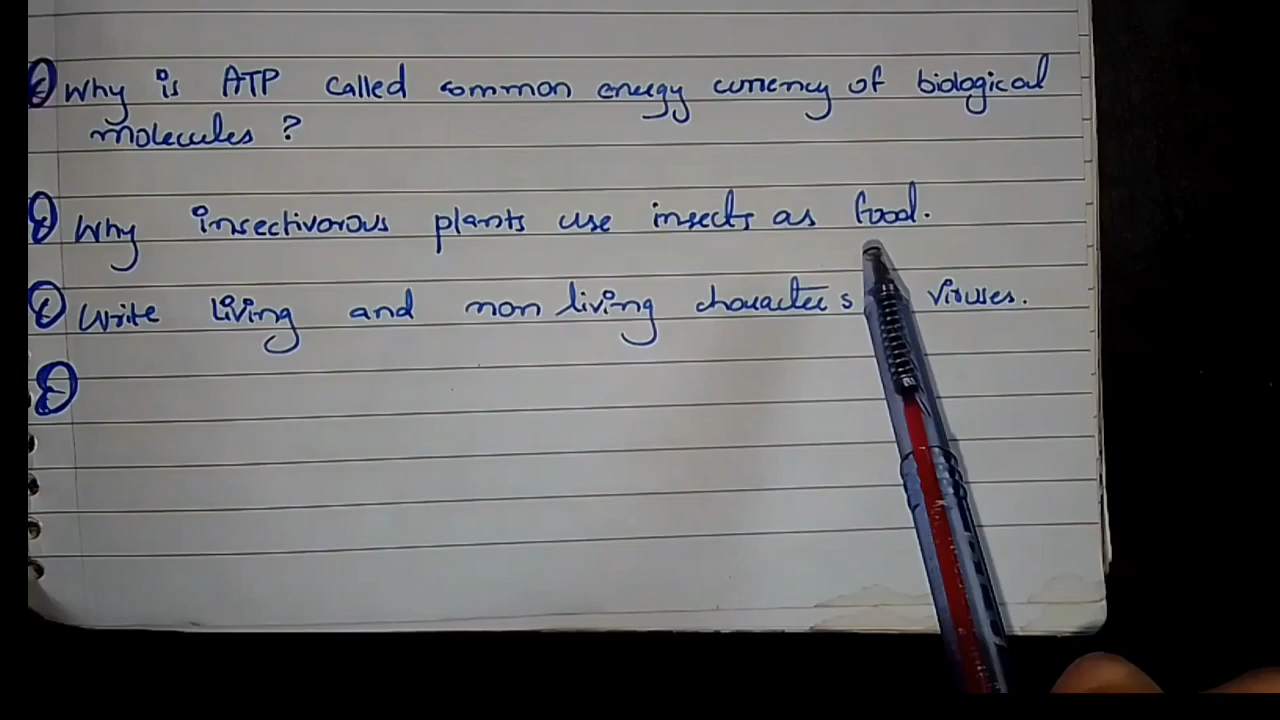 Q Why is ATP called common energy currency of biological
molecules ?
Q Why insectivorous plants use insects as food.
Q Write living and non living characters viruses.
Q